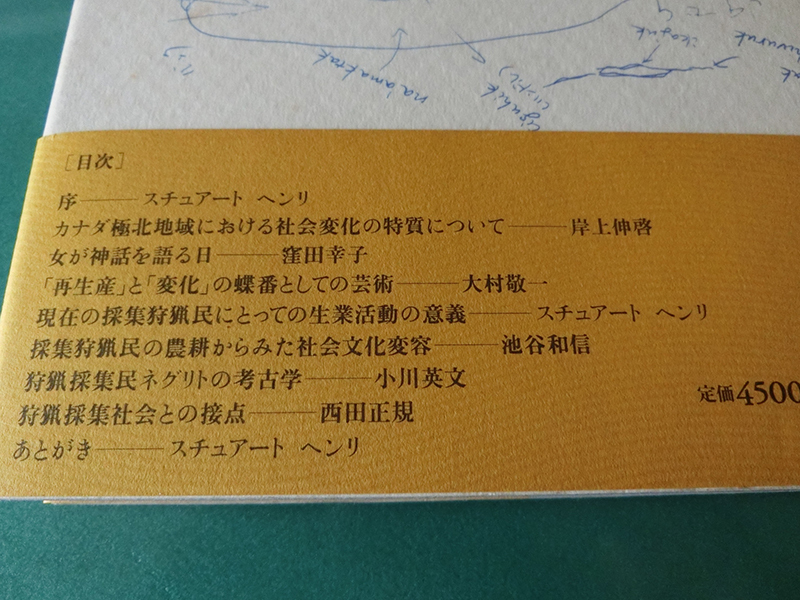 na'amaktak
[目次]
序――スチュアート ヘンリ
カナダ極北地域における社会変化の特質について――岸上伸啓
女が神話を語る日――窪田幸子
「再生産」と「変化」の蝶番としての芸術――大村敬一
現在の採集狩猟民にとっての生業活動の意義――スチュアート ヘンリ
採集狩猟民の農耕からみた社会文化変容――池谷和信
狩猟採集民ネグリトの考古学――小川英文
狩猟採集社会との接点――西田正規
あとがき――スチュアート ヘンリ
定価4500